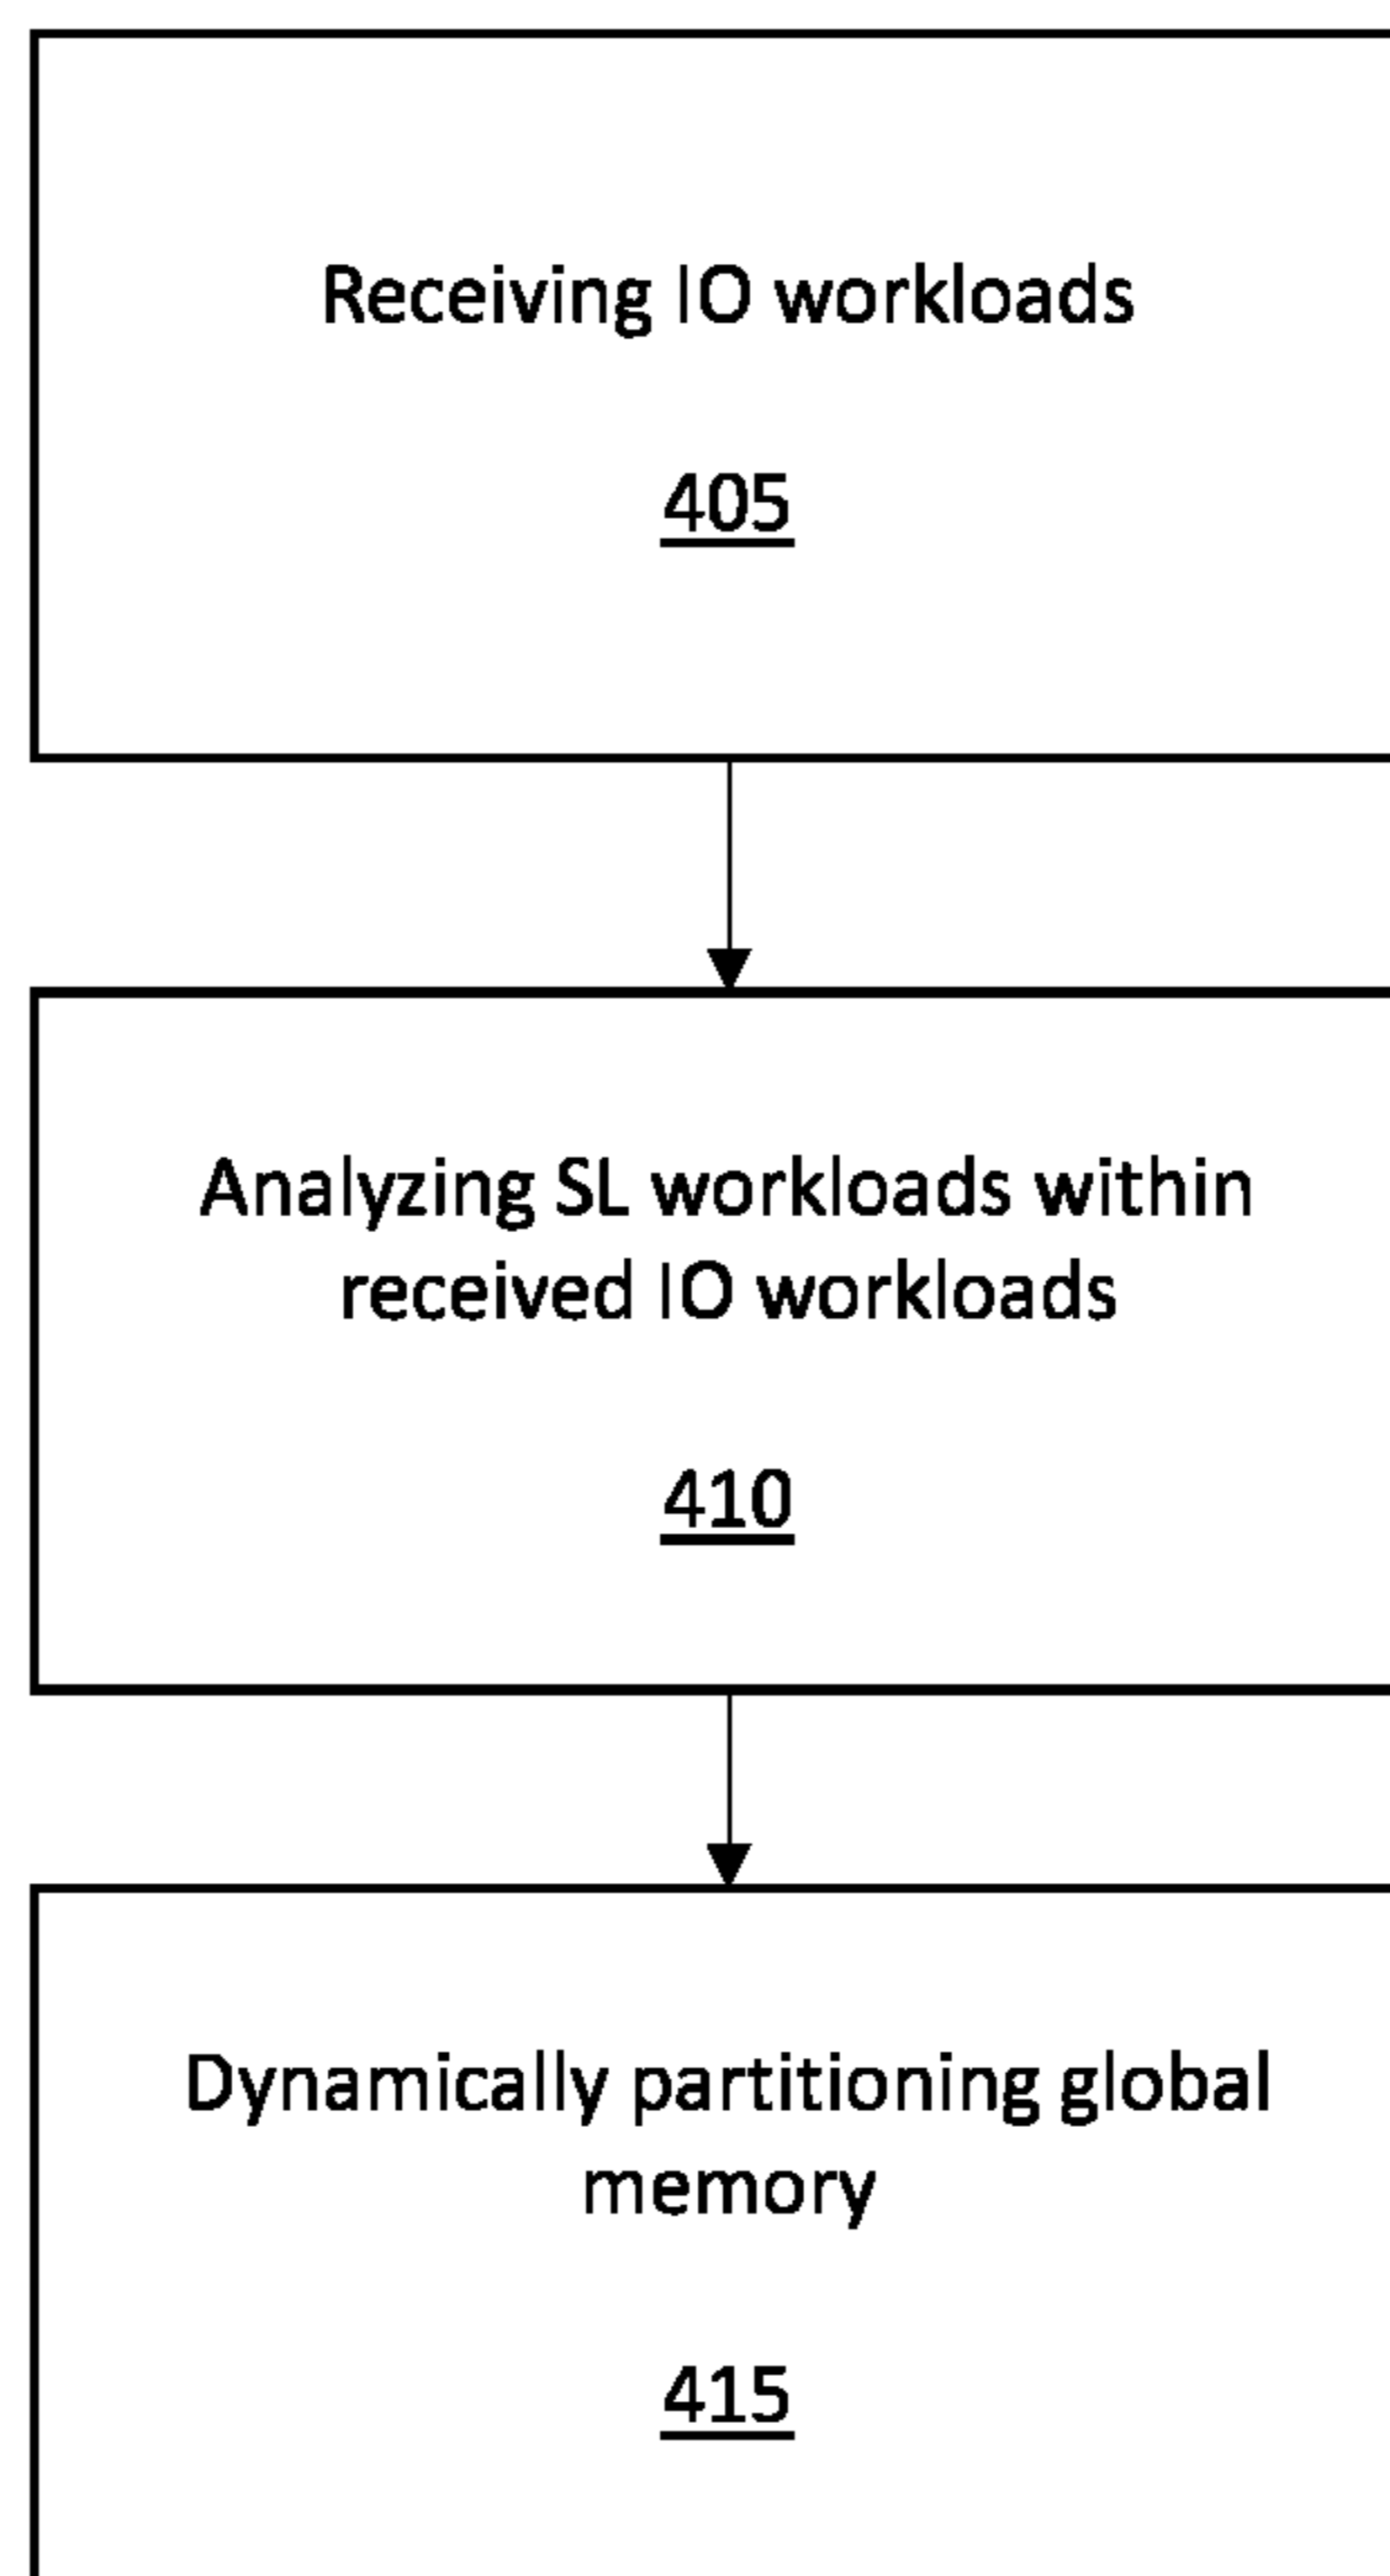 Receiving IO workloads
405
Analyzing SL workloads within
received IO workloads
410
Dynamically partitioning global
memory
415